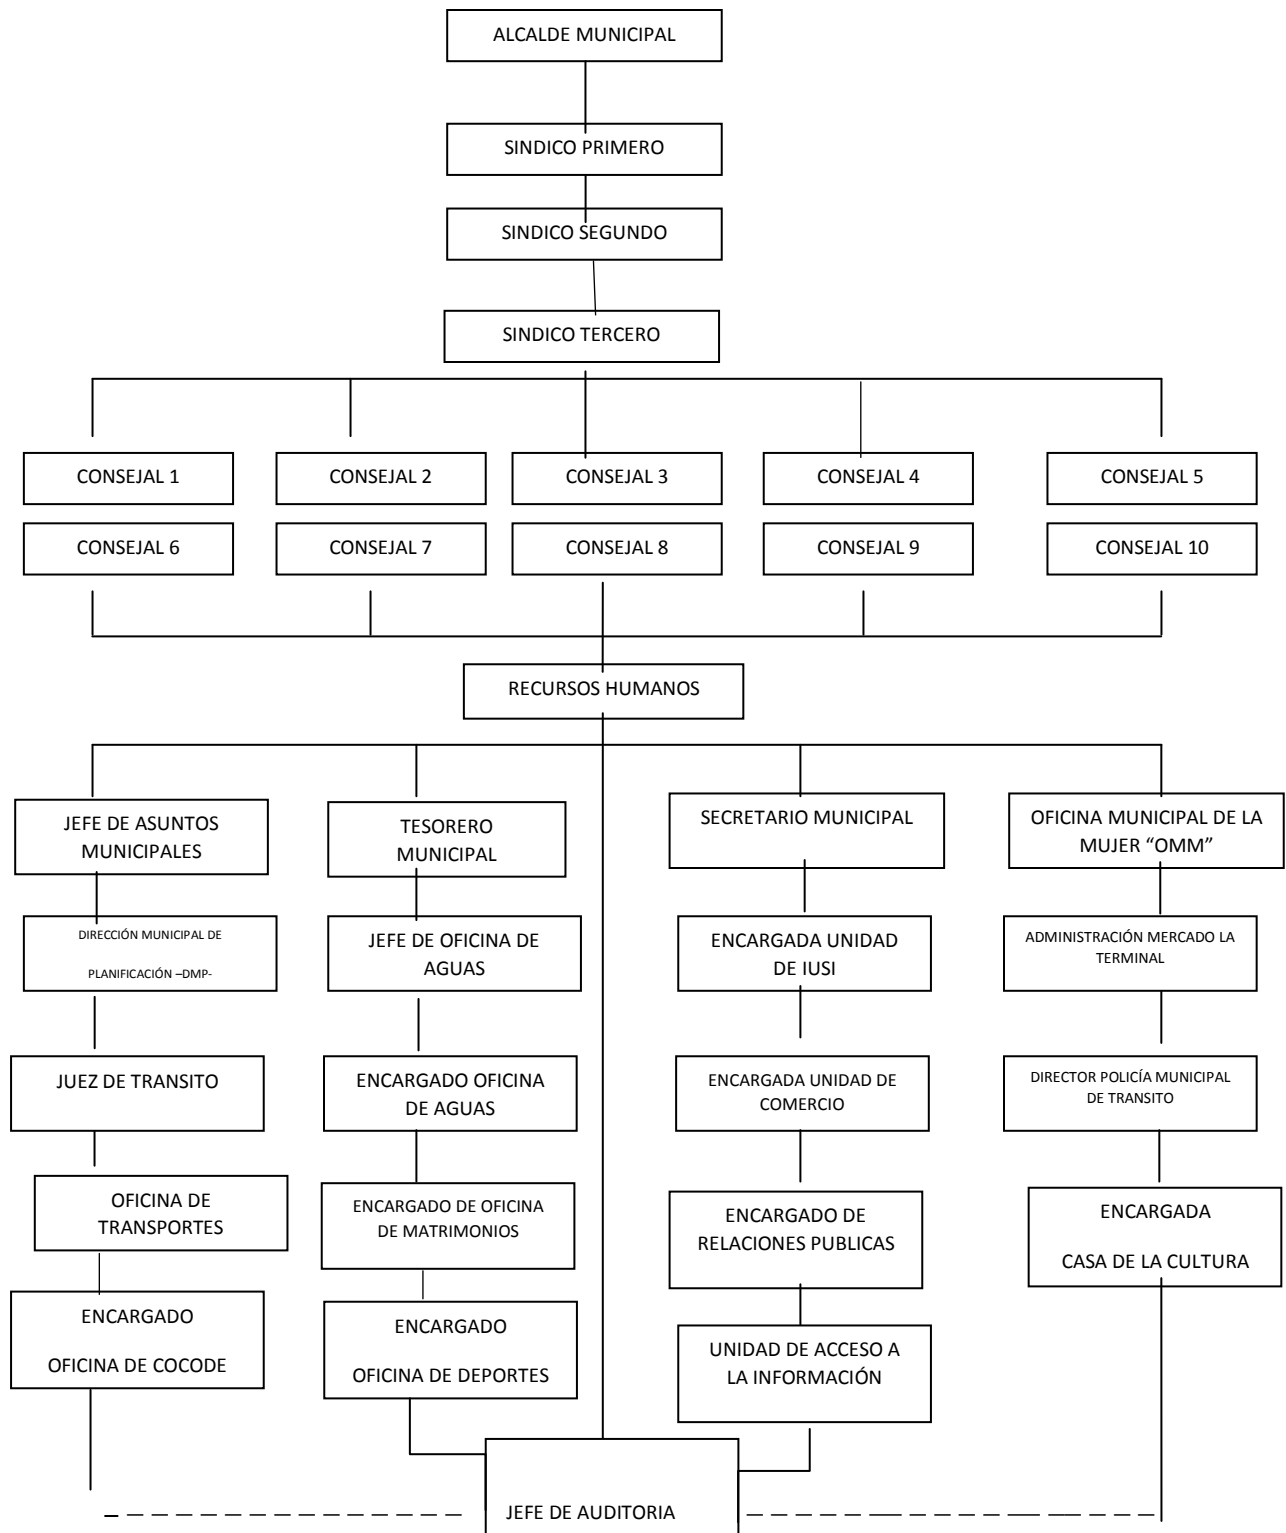 ALCALDE MUNICIPAL
SINDICO PRIMERO
SINDICO SEGUNDO
SINDICO TERCERO
CONSEJAL 1
CONSEJAL 2
CONSEJAL 3
CONSEJAL 4
CONSEJAL 5
CONSEJAL 6
CONSEJAL 7
CONSEJAL 8
CONSEJAL 9
CONSEJAL 10
RECURSOS HUMANOS
JEFE DE ASUNTOS
MUNICIPALES
TESORERO
MUNICIPAL
SECRETARIO MUNICIPAL
OFICINA MUNICIPAL DE LA
MUJER “OMM”
DIRECCIÓN MUNICIPAL DE
PLANIFICACIÓN –DMP-
JEFE DE OFICINA DE
AGUAS
ENCARGADA UNIDAD
DE IUSI
ADMINISTRACIÓN MERCADO LA
TERMINAL
JUEZ DE TRANSITO
ENCARGADO OFICINA
DE AGUAS
ENCARGADA UNIDAD DE
COMERCIO
DIRECTOR POLICÍA MUNICIPAL
DE TRANSITO
OFICINA DE
TRANSPORTES
ENCARGADO DE OFICINA
DE MATRIMONIOS
ENCARGADO DE
RELACIONES PUBLICAS
ENCARGADA
CASA DE LA CULTURA
ENCARGADO
OFICINA DE COCODE
ENCARGADO
OFICINA DE DEPORTES
UNIDAD DE ACCESO A
LA INFORMACIÓN
JEFE DE AUDITORIA